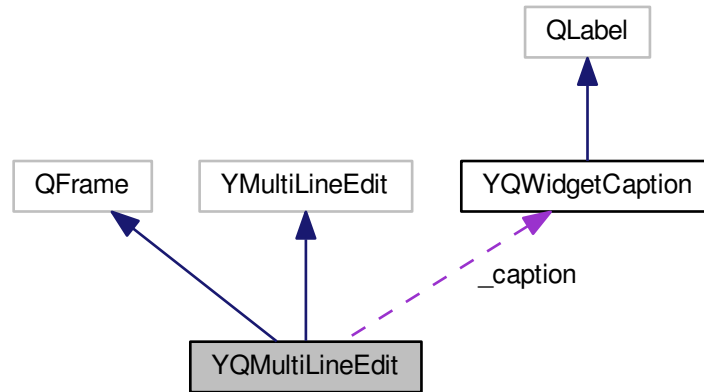 QLabel
QFrame
YMultiLineEdit
YQWidgetCaption
_caption
YQMultiLineEdit